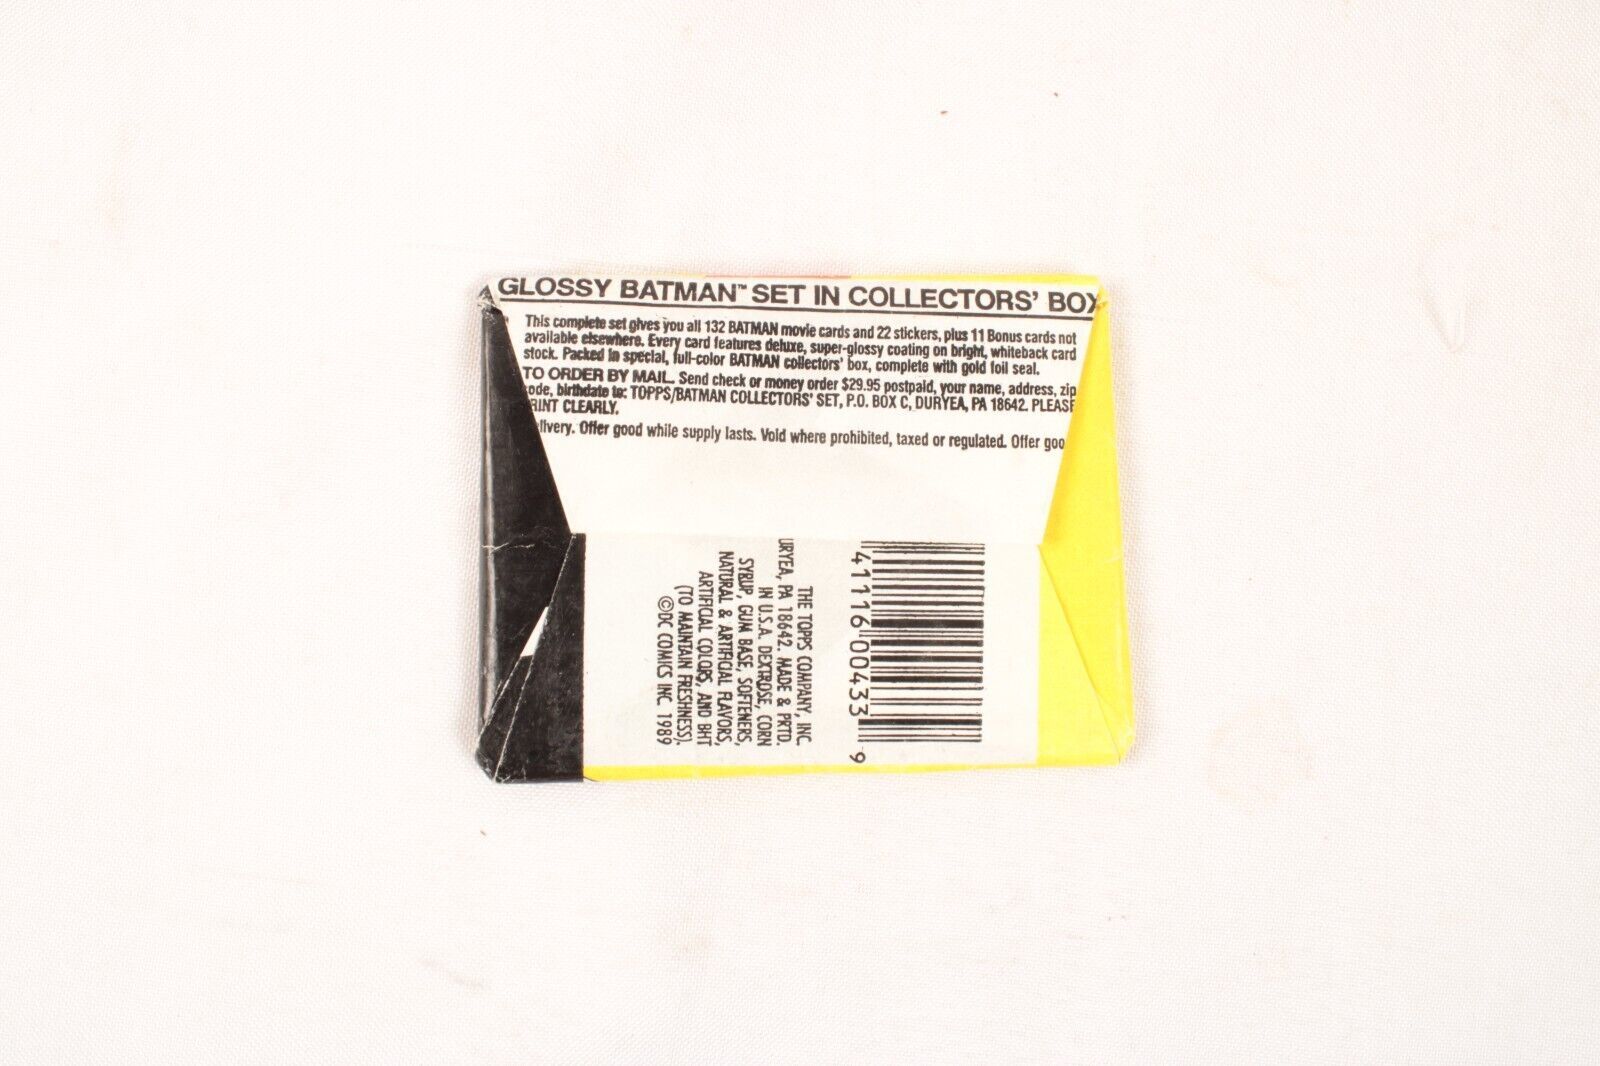 GLOSSY BATMAN™ SET IN COLLECTORS' BOX
This complete set gives you all 132 BATMAN movie cards and 22 stickers, plus 11 Bonus cards not
available elsewhere. Every card features deluxe, super-glossy coating on bright, whiteback card
stock. Packed in special, full-color BATMAN collectors' box, complete with gold foil seal.
TO ORDER BY MAIL. Send check or money order $29.95 postpaid, your name, address, zip
ode, birthdate to: TOPPS/BATMAN COLLECTORS' SET, P.O. BOX C, DURYEA, PA 18642. PLEASE
RINT CLEARLY.
elivery. Offer good while supply lasts. Void where prohibited, taxed or regulated. Offer goo
THE TOPPS COMPANY, INC.
URYEA, PA 18642. MADE & PRTD.
IN U.S.A. DEXTROSE, CORN
SYRUP, GUM BASE, SOFTENERS,
NATURAL & ARTIFICIAL FLAVORS,
ARTIFICIAL COLORS, AND BHT
(TO MAINTAIN FRESHNESS).
©DC COMICS INC. 1989
41116 00433 9